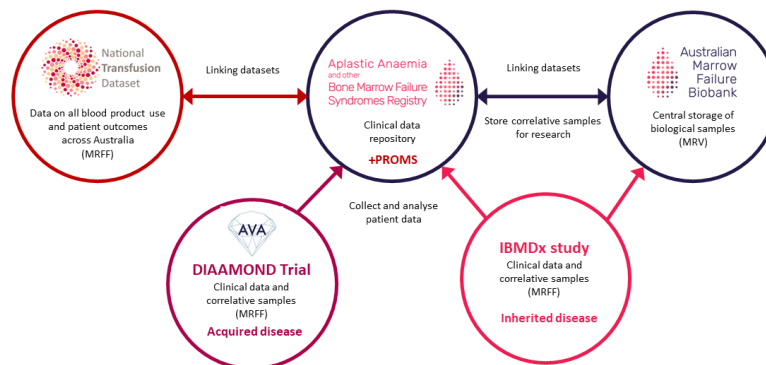 National
Transfusion
Dataset
Data on all blood product use
and patient outcomes
across Australia
(MRFF)
Linking datasets
Aplastic Anaemia
and other
Bone Marrow Failure
Syndromes Registry
Clinical data
repository
+PROMS
Linking datasets
Store correlative samples
for research
Australian
Marrow
Failure
Biobank
Central storage of
biological samples
(MRV)
Collect and analyse
patient data
AVA
DIAAMOND Trial
Clinical data and
correlative samples
(MRFF)
Acquired disease
IBMDx study
Clinical data and
correlative samples
(MRFF)
Inherited disease